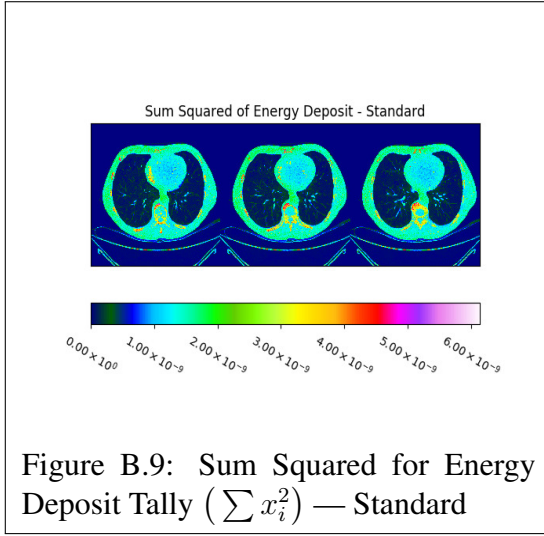 Sum Squared of Energy Deposit - Standard
0.00 × 10⁰
1.00 × 10⁻⁹
2.00 × 10⁻⁹
3.00 × 10⁻⁹
4.00 × 10⁻⁹
5.00 × 10⁻⁹
6.00 × 10⁻⁹
Figure B.9: Sum Squared for Energy
Deposit Tally (∑ xᵢ²) — Standard